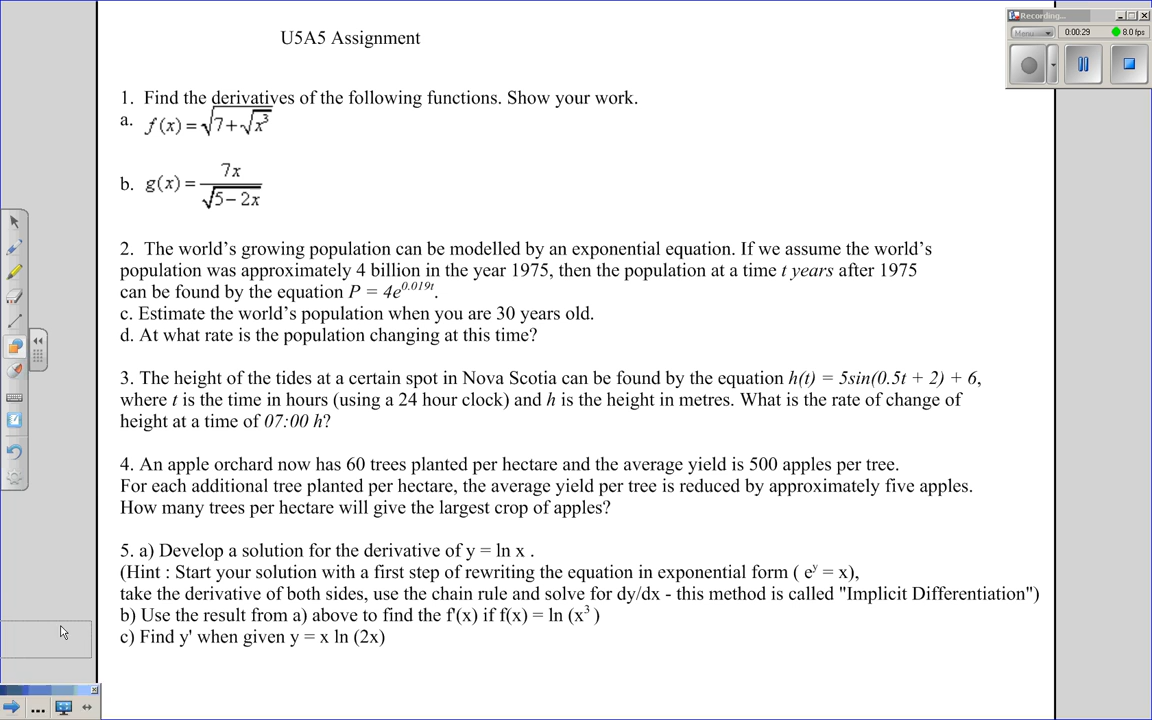 U5A5 Assignment
Recording...
Menu
0:00:29
8.0 fps
1. Find the derivatives of the following functions. Show your work.
a. f(x) = √(7+√(x³))
b. g(x) = 7x / √(5−2x)
2. The world's growing population can be modelled by an exponential equation. If we assume the world's
population was approximately 4 billion in the year 1975, then the population at a time t years after 1975
can be found by the equation P = 4e^0.019t.
c. Estimate the world's population when you are 30 years old.
d. At what rate is the population changing at this time?
3. The height of the tides at a certain spot in Nova Scotia can be found by the equation h(t) = 5sin(0.5t + 2) + 6,
where t is the time in hours (using a 24 hour clock) and h is the height in metres. What is the rate of change of
height at a time of 07:00 h?
4. An apple orchard now has 60 trees planted per hectare and the average yield is 500 apples per tree.
For each additional tree planted per hectare, the average yield per tree is reduced by approximately five apples.
How many trees per hectare will give the largest crop of apples?
5. a) Develop a solution for the derivative of y = ln x .
(Hint : Start your solution with a first step of rewriting the equation in exponential form ( e^y = x),
take the derivative of both sides, use the chain rule and solve for dy/dx - this method is called "Implicit Differentiation")
b) Use the result from a) above to find the f'(x) if f(x) = ln (x³ )
c) Find y' when given y = x ln (2x)